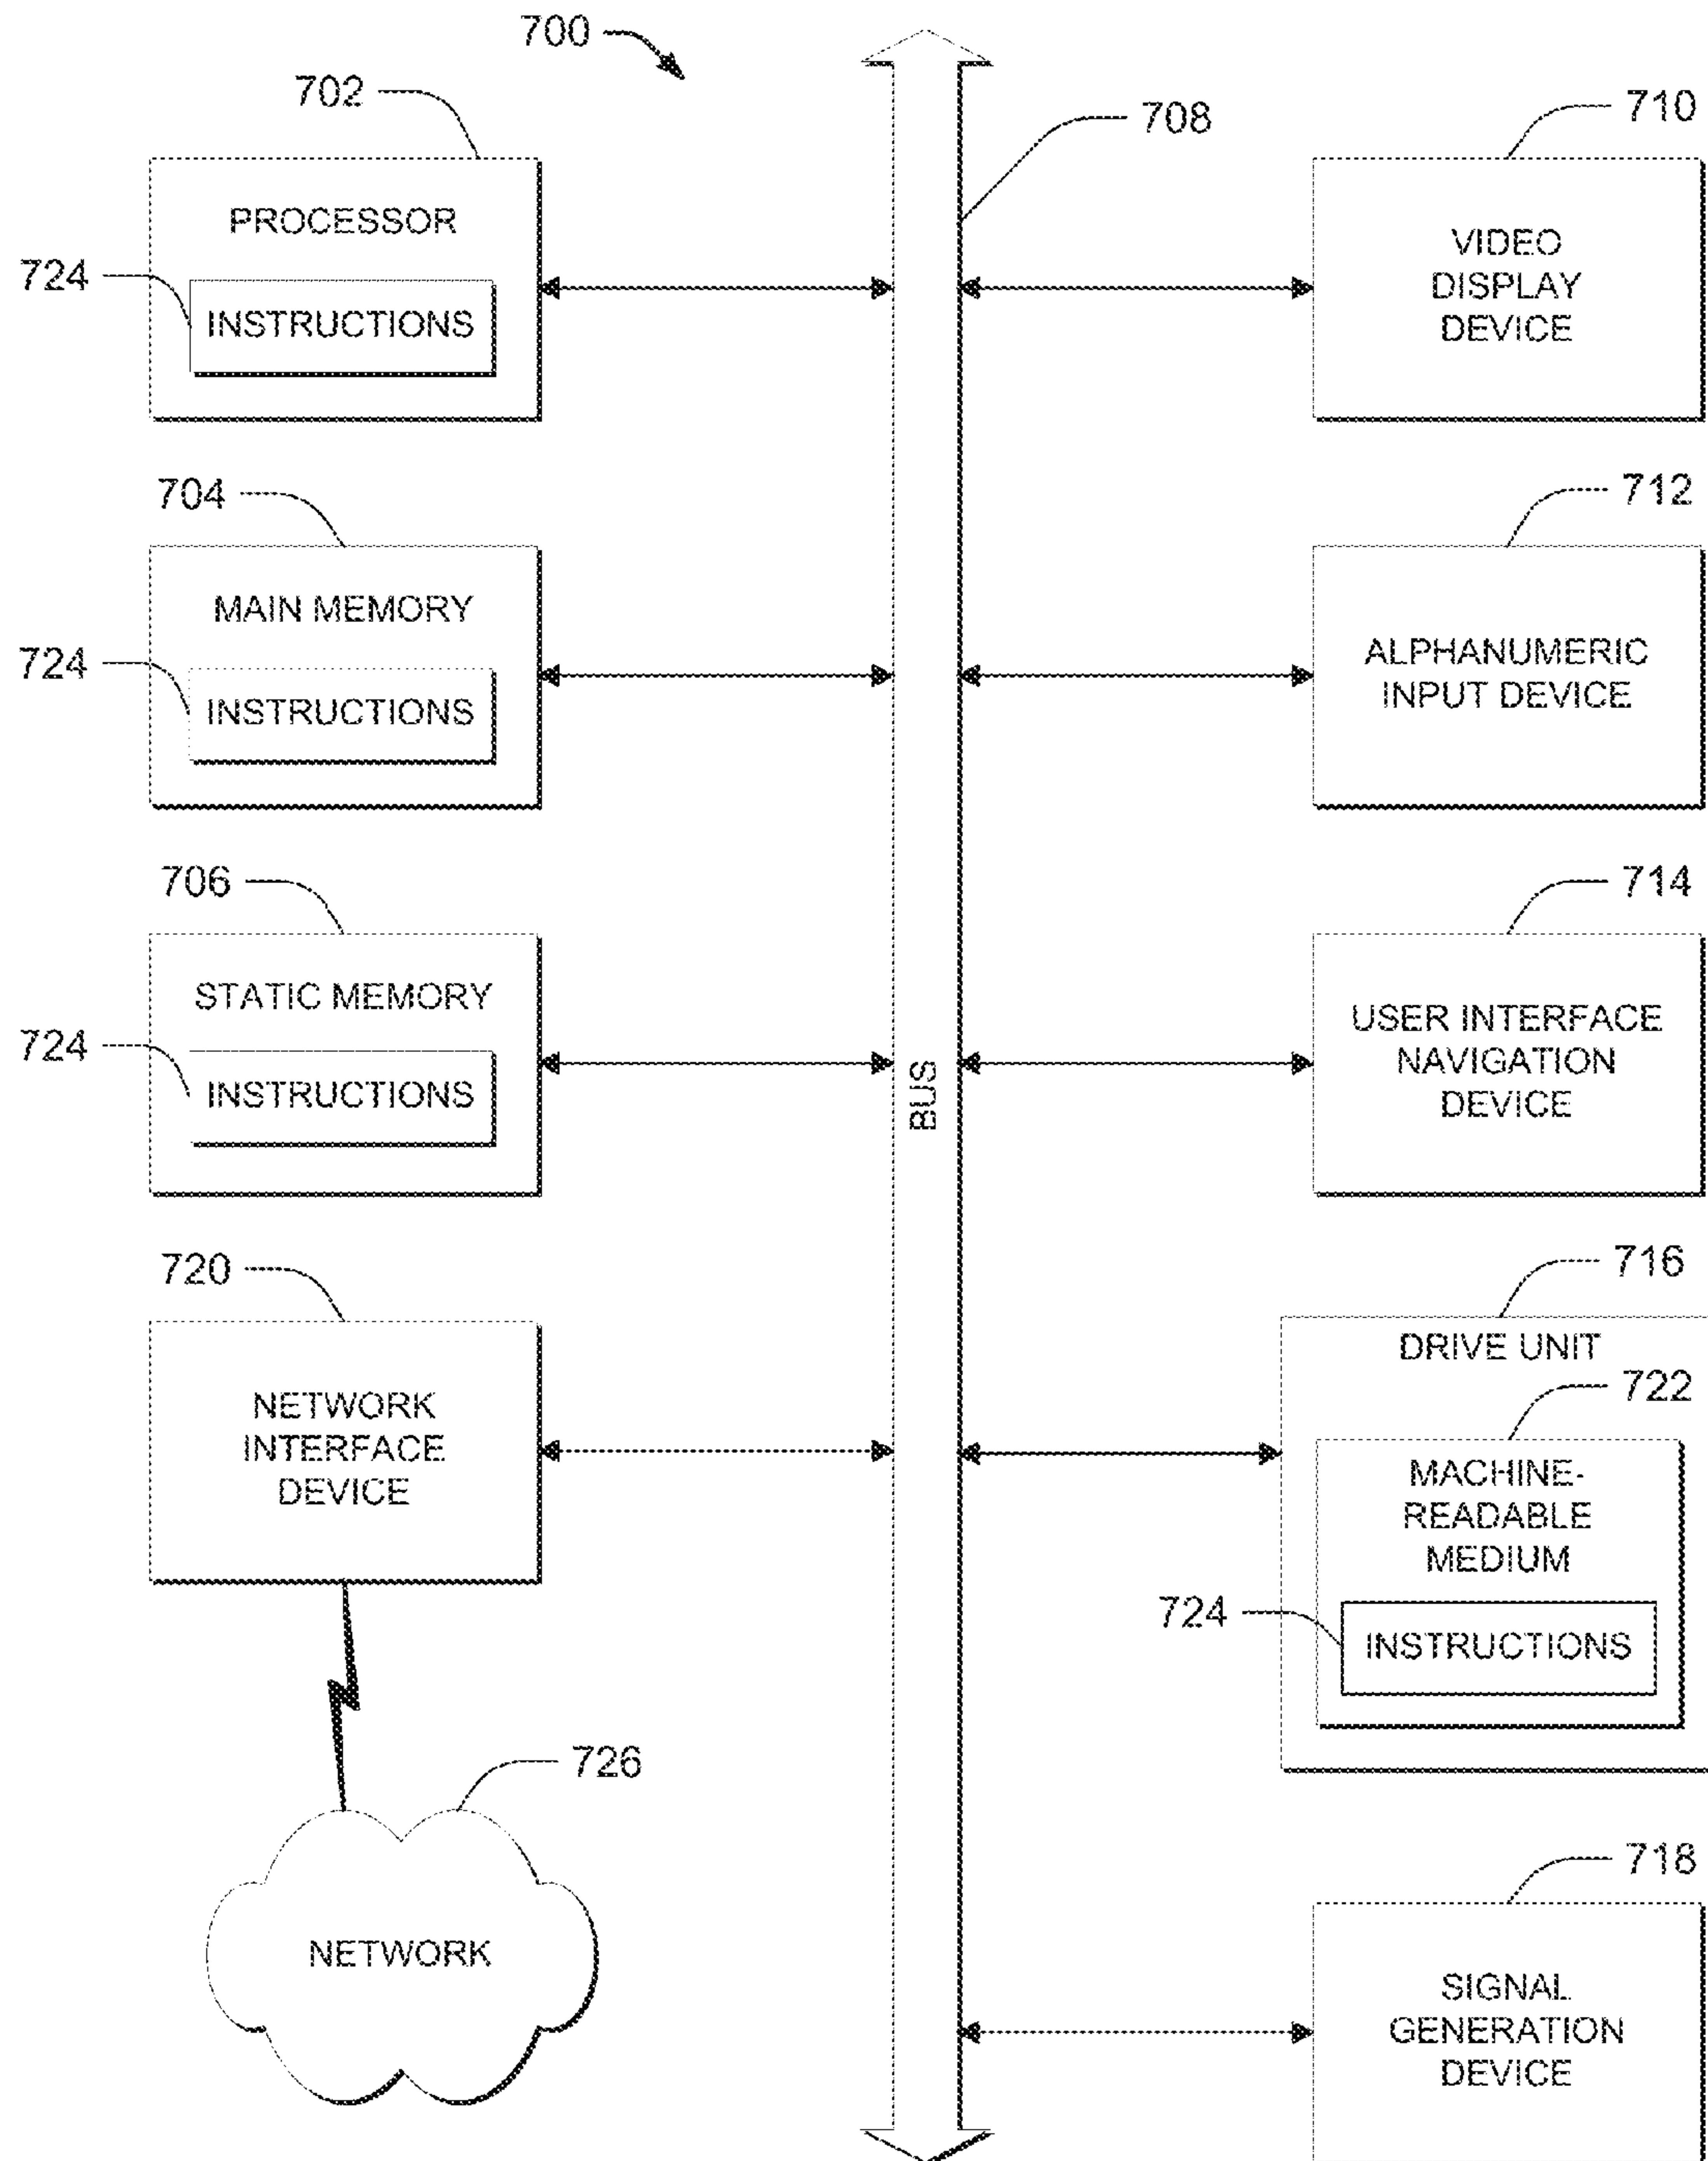 700
702
708
710
PROCESSOR
724
INSTRUCTIONS
VIDEO
DISPLAY
DEVICE
704
712
MAIN MEMORY
724
INSTRUCTIONS
ALPHANUMERIC
INPUT DEVICE
706
714
STATIC MEMORY
724
INSTRUCTIONS
BUS
USER INTERFACE
NAVIGATION
DEVICE
720
716
NETWORK
INTERFACE
DEVICE
DRIVE UNIT
722
MACHINE-
READABLE
MEDIUM
724
INSTRUCTIONS
726
NETWORK
718
SIGNAL
GENERATION
DEVICE